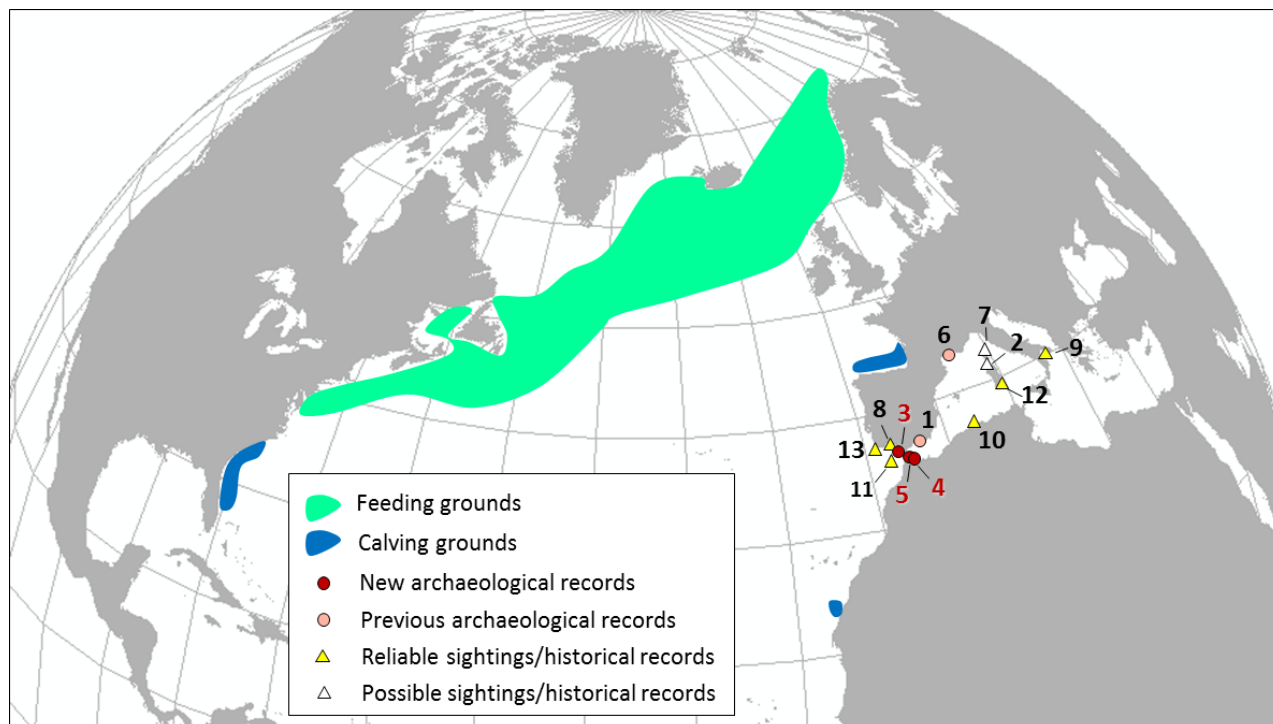 7
6
2
9
12
8
3
1
13
10
11
5
4
Feeding grounds
Calving grounds
New archaeological records
Previous archaeological records
Reliable sightings/historical records
Possible sightings/historical records